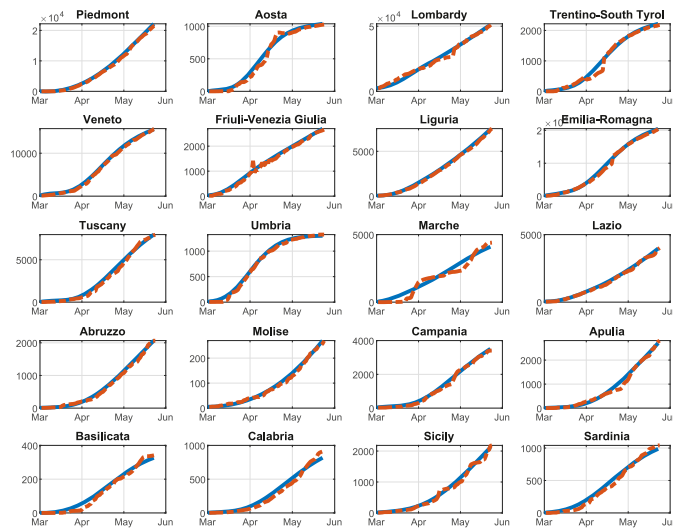 Piedmont
×10⁴
2
1
0
Mar Apr May Jun
Aosta
1000
500
0
Mar Apr May Jun
Lombardy
×10⁴
5
0
Mar Apr May Jun
Trentino-South Tyrol
2000
1000
0
Mar Apr May Jun
Veneto
10000
0
Mar Apr May Jun
Friuli-Venezia Giulia
2000
1000
0
Mar Apr May Jun
Liguria
5000
0
Mar Apr May Jun
Emilia-Romagna
2
1
0
Mar Apr May Jun
Tuscany
5000
0
Mar Apr May Jun
Umbria
1000
500
0
Mar Apr May Jun
Marche
5000
0
Mar Apr May Jun
Lazio
5000
0
Mar Apr May Jun
Abruzzo
2000
1000
0
Mar Apr May Jun
Molise
200
100
0
Mar Apr May Jun
Campania
4000
2000
0
Mar Apr May Jun
Apulia
2000
1000
0
Mar Apr May Jun
Basilicata
400
200
0
Mar Apr May Jun
Calabria
1000
500
0
Mar Apr May Jun
Sicily
2000
1000
0
Mar Apr May Jun
Sardinia
1000
500
0
Mar Apr May Jun